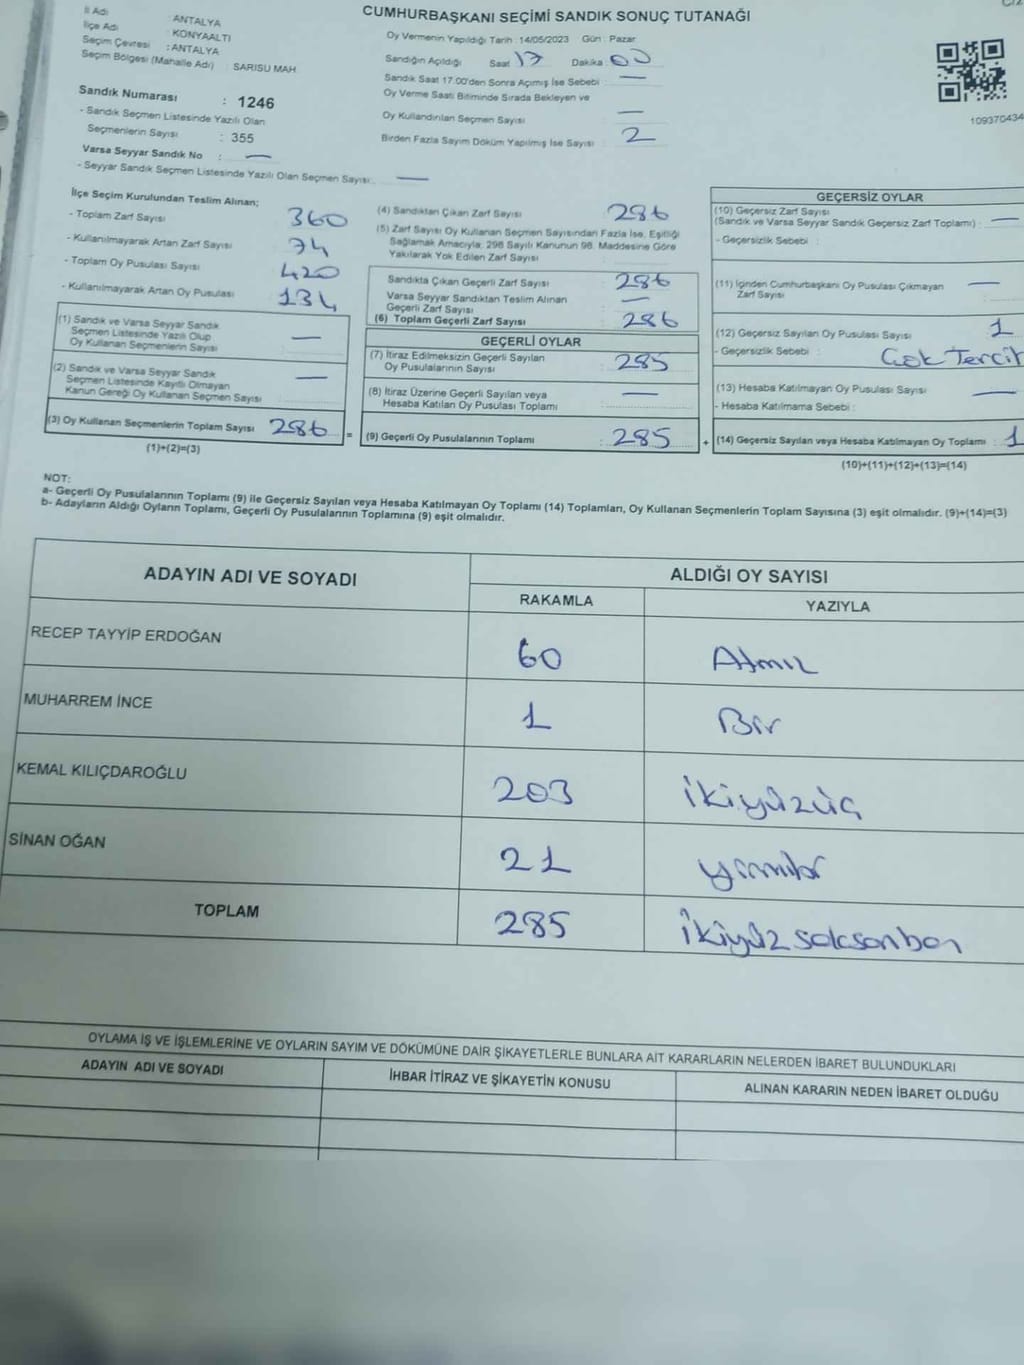 CUMHURBAŞKANI SEÇİMİ SANDIK SONUÇ TUTANAĞI
İl Adı : ANTALYA
İlçe Adı : KONYAALTI
Seçim Çevresi : ANTALYA
Seçim Bölgesi (Mahalle Adı) : SARISU MAH.
Sandık Numarası : 1246
- Sandık Seçmen Listesinde Yazılı Olan
Seçmenlerin Sayısı : 355
Varsa Seyyar Sandık No : —
- Seyyar Sandık Seçmen Listesinde Yazılı Olan Seçmen Sayısı: —
Oy Vermenin Yapıldığı Tarih : 14/05/2023 Gün : Pazar
Sandığın Açıldığı Saat : 17 Dakika : 00
Sandık Saat 17.00'den Sonra Açımış İse Sebebi : —
Oy Verme Saati Bitiminde Sırada Bekleyen ve
Oy Kullandırılan Seçmen Sayısı : —
Birden Fazla Sayım Döküm Yapılmış İse Sayısı : 2
109370434
İlçe Seçim Kurulundan Teslim Alınan;
- Toplam Zarf Sayısı : 360
- Kullanılmayarak Artan Zarf Sayısı : 74
- Toplam Oy Pusulası Sayısı : 420
- Kullanılmayarak Artan Oy Pusulası : 134
(1) Sandık ve Varsa Seyyar Sandık
Seçmen Listesinde Yazılı Olup
Oy Kullanan Seçmenlerin Sayısı : —
(2) Sandık ve Varsa Seyyar Sandık
Seçmen Listesinde Kayıtlı Olmayan
Kanun Gereği Oy Kullanan Seçmen Sayısı : —
(3) Oy Kullanan Seçmenlerin Toplam Sayısı : 286 =
(1)+(2)=(3)
(4) Sandıktan Çıkan Zarf Sayısı : 286
(5) Zarf Sayısı Oy Kullanan Seçmen Sayısından Fazla İse, Eşitliği
Sağlamak Amacıyla; 298 Sayılı Kanunun 98. Maddesine Göre
Yakılarak Yok Edilen Zarf Sayısı :
Sandıkta Çıkan Geçerli Zarf Sayısı : 286
Varsa Seyyar Sandıktan Teslim Alınan
Geçerli Zarf Sayısı : —
(6) Toplam Geçerli Zarf Sayısı : 286
GEÇERLİ OYLAR
(7) İtiraz Edilmeksizin Geçerli Sayılan
Oy Pusulalarının Sayısı : 285
(8) İtiraz Üzerine Geçerli Sayılan veya
Hesaba Katılan Oy Pusulası Toplamı : —
(9) Geçerli Oy Pusulalarının Toplamı : 285 +
GEÇERSİZ OYLAR
(10) Geçersiz Zarf Sayısı
(Sandık ve Varsa Seyyar Sandık Geçersiz Zarf Toplamı) : —
- Geçersizlik Sebebi :
(11) İçinden Cumhurbaşkanı Oy Pusulası Çıkmayan
Zarf Sayısı : —
(12) Geçersiz Sayılan Oy Pusulası Sayısı : 1
- Geçersizlik Sebebi : Çok Tercih
(13) Hesaba Katılmayan Oy Pusulası Sayısı : —
- Hesaba Katılmama Sebebi :
(14) Geçersiz Sayılan veya Hesaba Katılmayan Oy Toplamı : 1
(10)+(11)+(12)+(13)=(14)
NOT:
a- Geçerli Oy Pusulalarının Toplamı (9) ile Geçersiz Sayılan veya Hesaba Katılmayan Oy Toplamı (14) Toplamları, Oy Kullanan Seçmenlerin Toplam Sayısına (3) eşit olmalıdır. (9)+(14)=(3)
b- Adayların Aldığı Oyların Toplamı, Geçerli Oy Pusulalarının Toplamına (9) eşit olmalıdır.
ADAYIN ADI VE SOYADI ALDIĞI OY SAYISI
RAKAMLA YAZIYLA
RECEP TAYYİP ERDOĞAN 60 Atmış
MUHARREM İNCE 1 Bir
KEMAL KILIÇDAROĞLU 203 ikiyüzüç
SİNAN OĞAN 21 yirmibir
TOPLAM 285 ikiyüzseksenbeş
OYLAMA İŞ VE İŞLEMLERİNE VE OYLARIN SAYIM VE DÖKÜMÜNE DAİR ŞİKAYETLERLE BUNLARA AİT KARARLARIN NELERDEN İBARET BULUNDUKLARI
ADAYIN ADI VE SOYADI İHBAR İTİRAZ VE ŞİKAYETİN KONUSU ALINAN KARARIN NEDEN İBARET OLDUĞU